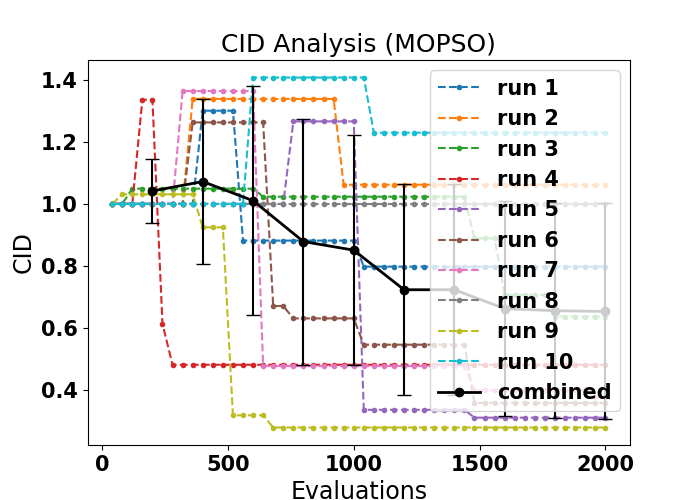 CID Analysis (MOPSO)
CID
1.4
1.2
1.0
0.8
0.6
0.4
run 1
run 2
run 3
run 4
run 5
run 6
run 7
run 8
run 9
run 10
combined
0
500
1000
1500
2000
Evaluations